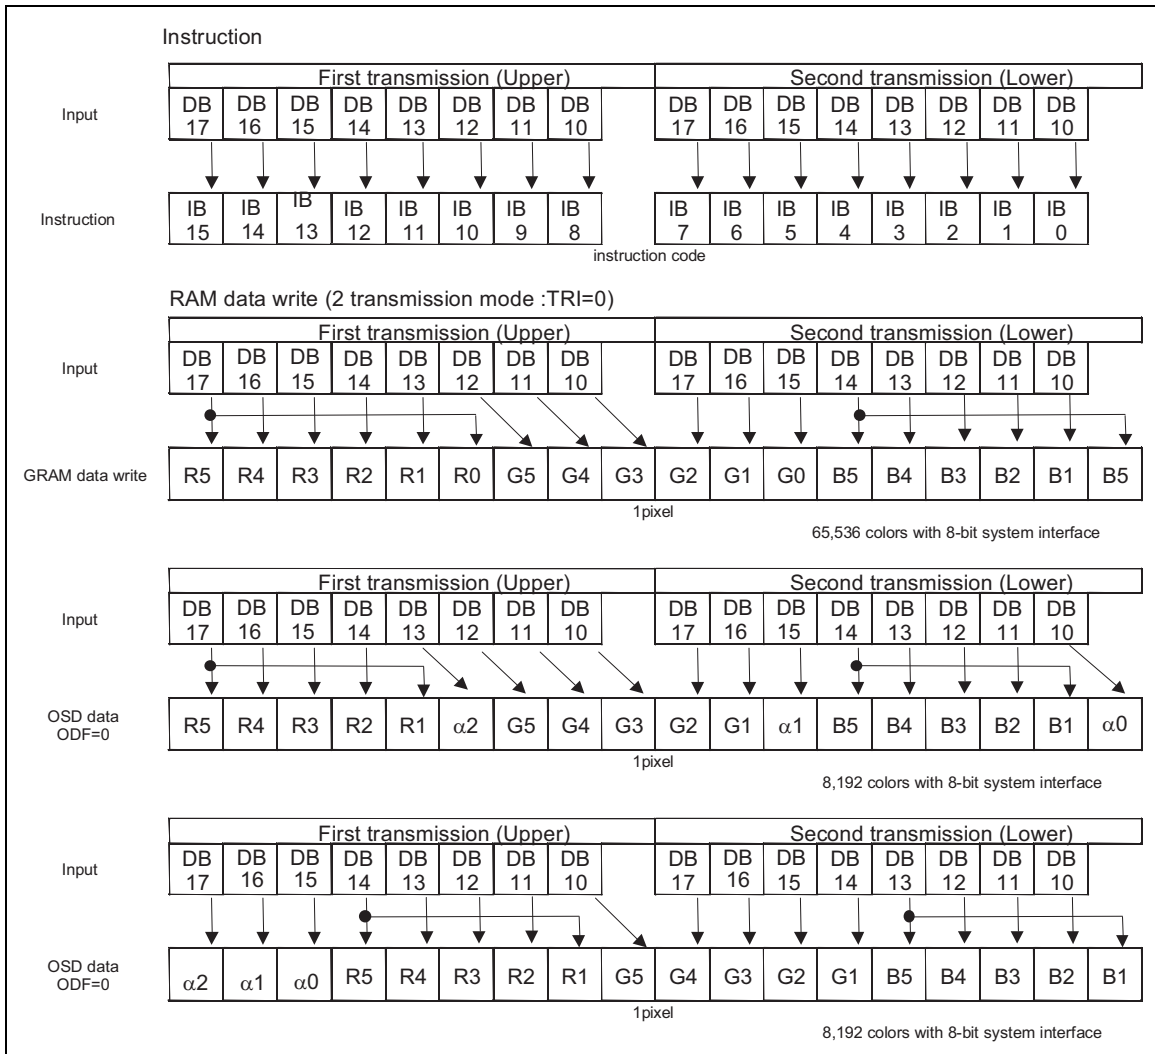 Instruction
First transmission (Upper) Second transmission (Lower)
Input DB 17 DB 16 DB 15 DB 14 DB 13 DB 12 DB 11 DB 10 DB 17 DB 16 DB 15 DB 14 DB 13 DB 12 DB 11 DB 10
Instruction IB 15 IB 14 IB 13 IB 12 IB 11 IB 10 IB 9 IB 8 IB 7 IB 6 IB 5 IB 4 IB 3 IB 2 IB 1 IB 0
instruction code
RAM data write (2 transmission mode :TRI=0)
First transmission (Upper) Second transmission (Lower)
Input DB 17 DB 16 DB 15 DB 14 DB 13 DB 12 DB 11 DB 10 DB 17 DB 16 DB 15 DB 14 DB 13 DB 12 DB 11 DB 10
GRAM data write R5 R4 R3 R2 R1 R0 G5 G4 G3 G2 G1 G0 B5 B4 B3 B2 B1 B5
1pixel
65,536 colors with 8-bit system interface
First transmission (Upper) Second transmission (Lower)
Input DB 17 DB 16 DB 15 DB 14 DB 13 DB 12 DB 11 DB 10 DB 17 DB 16 DB 15 DB 14 DB 13 DB 12 DB 11 DB 10
OSD data ODF=0 R5 R4 R3 R2 R1 α2 G5 G4 G3 G2 G1 α1 B5 B4 B3 B2 B1 α0
1pixel
8,192 colors with 8-bit system interface
First transmission (Upper) Second transmission (Lower)
Input DB 17 DB 16 DB 15 DB 14 DB 13 DB 12 DB 11 DB 10 DB 17 DB 16 DB 15 DB 14 DB 13 DB 12 DB 11 DB 10
OSD data ODF=0 α2 α1 α0 R5 R4 R3 R2 R1 G5 G4 G3 G2 G1 B5 B4 B3 B2 B1
1pixel
8,192 colors with 8-bit system interface